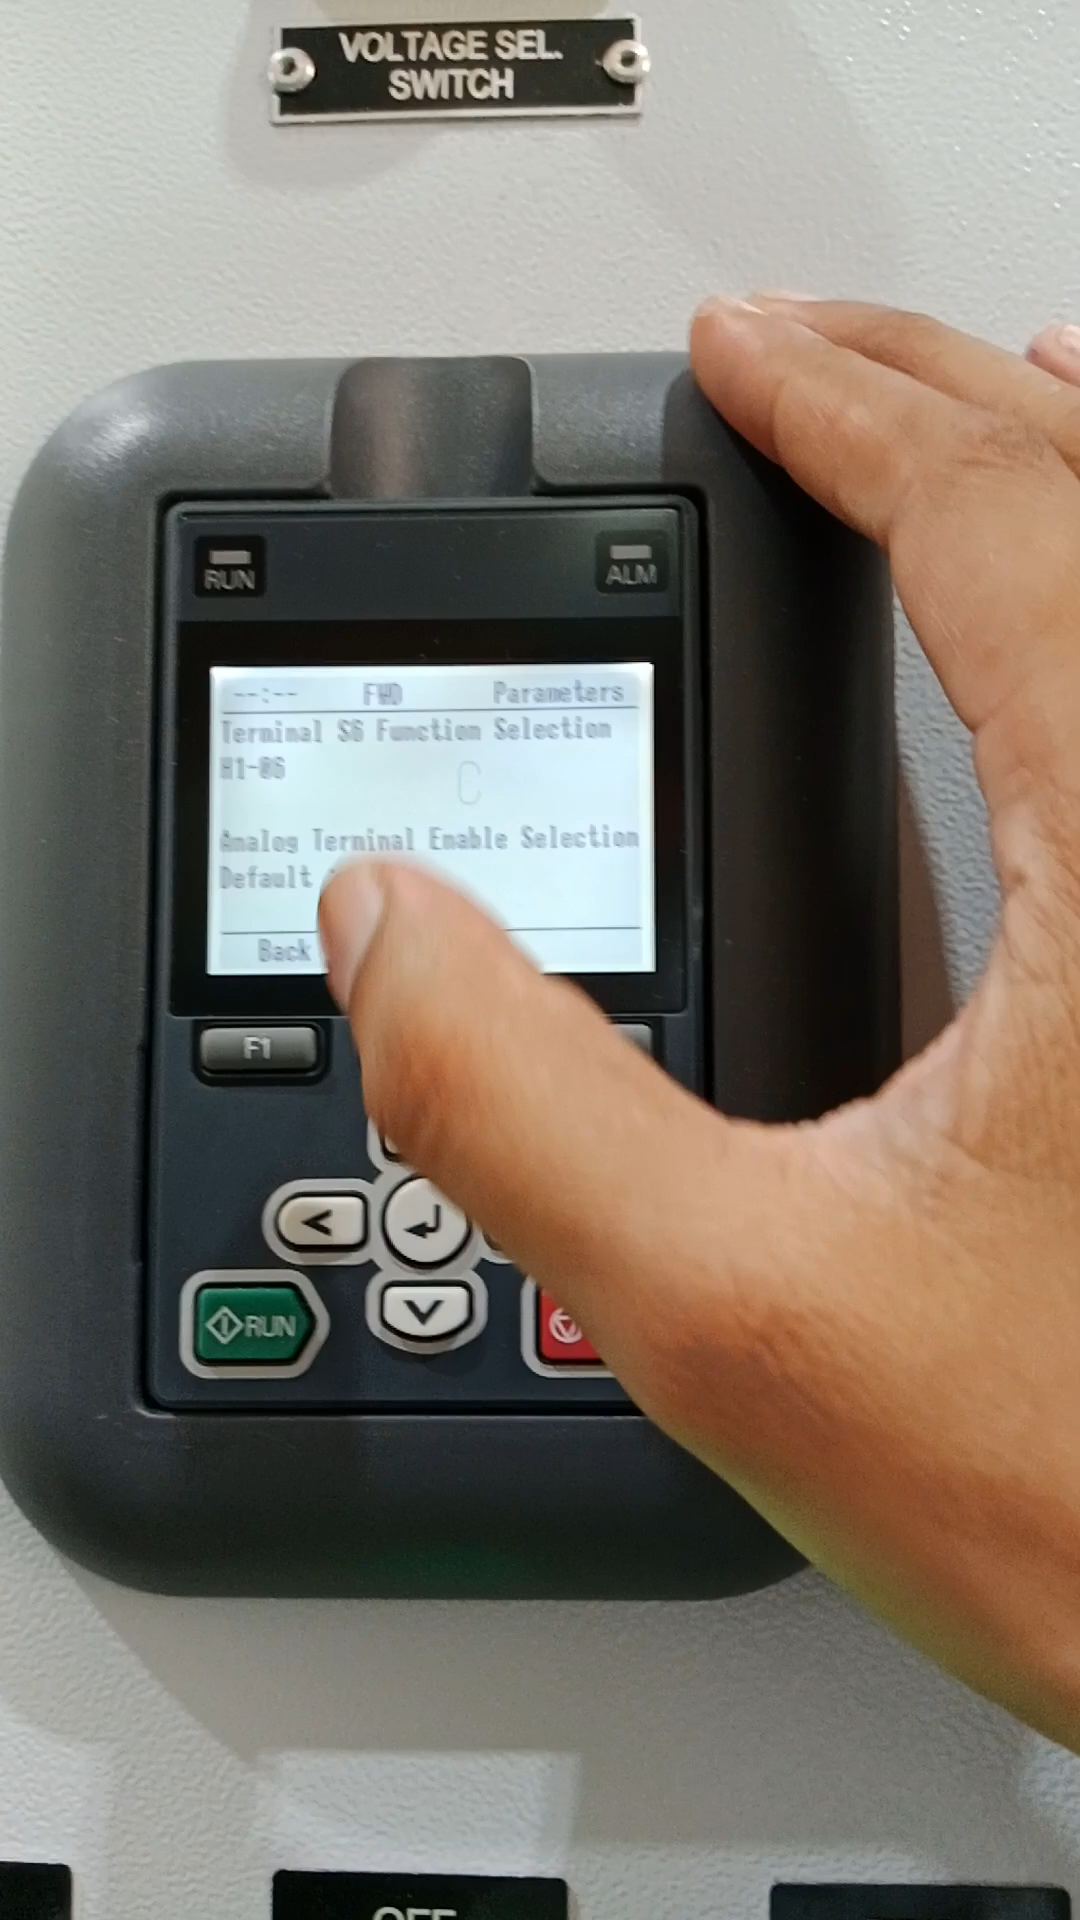 VOLTAGE SEL.
SWITCH
RUN
ALM
--:-- FWD Parameters
Terminal S6 Function Selection
H1-06
C
Analog Terminal Enable Selection
Default
Back
F1
RUN
OFF